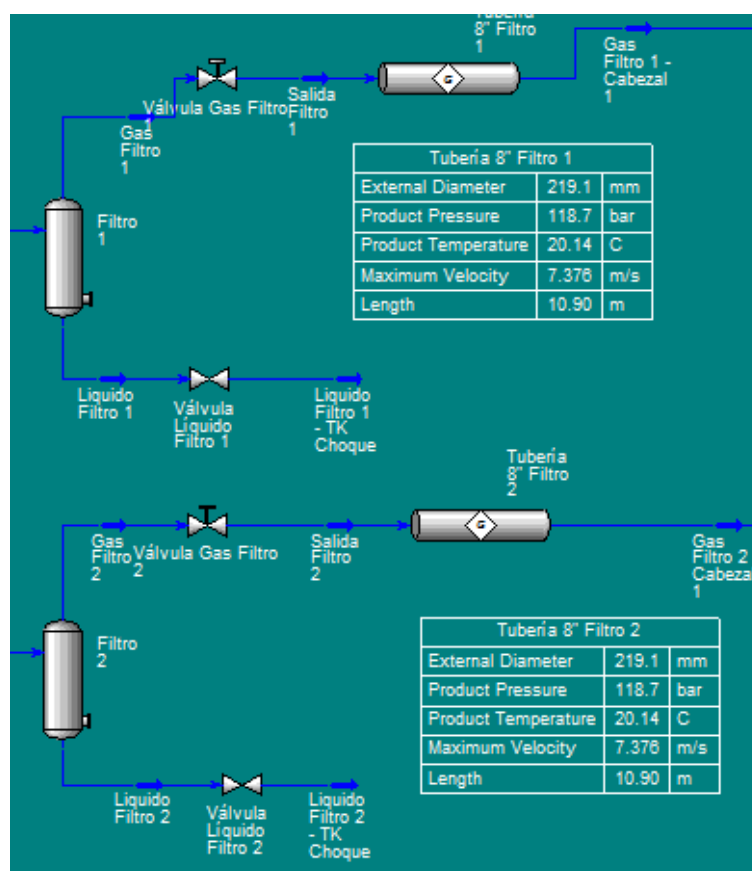 Tubería
8" Filtro
1
Gas
Filtro 1 -
Cabezal
1
Válvula Gas Filtro
1
Salida
Filtro
1
Gas
Filtro
1
G
Filtro
1
Tubería 8" Filtro 1
External Diameter 219.1 mm
Product Pressure 118.7 bar
Product Temperature 20.14 C
Maximum Velocity 7.376 m/s
Length 10.90 m
Liquido
Filtro 1
Válvula
Líquido
Filtro 1
Liquido
Filtro 1
- TK
Choque
Tubería
8" Filtro
2
G
Gas
Filtro
2
Válvula Gas Filtro
2
Salida
Filtro
2
Gas
Filtro 2
Cabezal
1
Filtro
2
Tubería 8" Filtro 2
External Diameter 219.1 mm
Product Pressure 118.7 bar
Product Temperature 20.14 C
Maximum Velocity 7.376 m/s
Length 10.90 m
Liquido
Filtro 2
Válvula
Líquido
Filtro 2
Liquido
Filtro 2
- TK
Choque